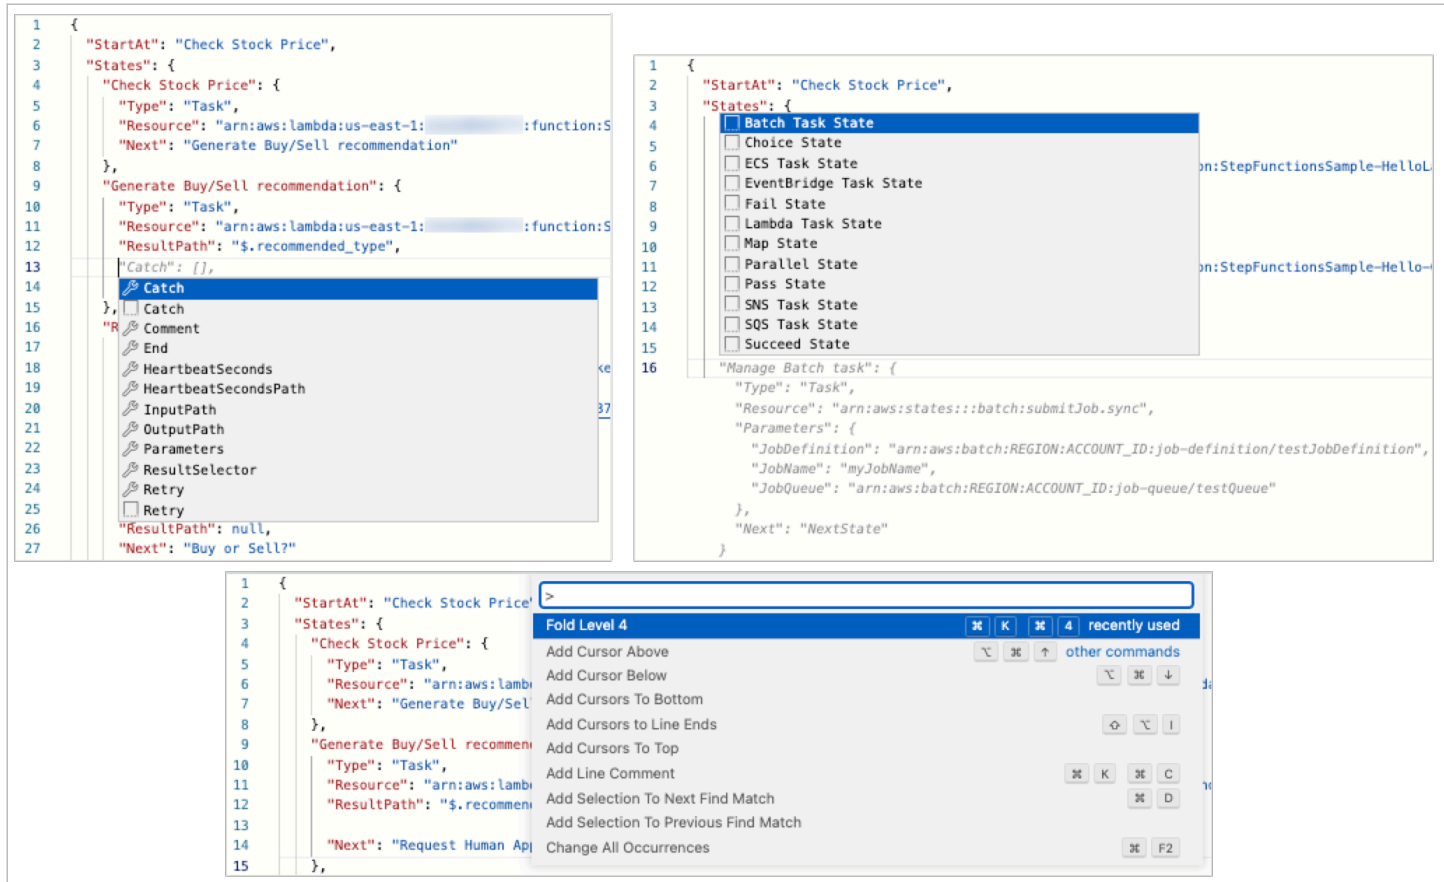 1 {
2 "StartAt": "Check Stock Price",
3 "States": {
4 "Check Stock Price": {
5 "Type": "Task",
6 "Resource": "arn:aws:lambda:us-east-1: :function:S
7 "Next": "Generate Buy/Sell recommendation"
8 },
9 "Generate Buy/Sell recommendation": {
10 "Type": "Task",
11 "Resource": "arn:aws:lambda:us-east-1: :function:S
12 "ResultPath": "$.recommended_type",
13 "Catch": [],
14 Catch
15 }, Catch
16 "R Comment
17 End
18 HeartbeatSeconds ke
19 HeartbeatSecondsPath
20 InputPath 37
21 OutputPath
22 Parameters
23 ResultSelector
24 Retry
25 Retry
26 "ResultPath": null,
27 "Next": "Buy or Sell?"
1 {
2 "StartAt": "Check Stock Price",
3 "States": {
4 Batch Task State
5 Choice State
6 ECS Task State on:StepFunctionsSample-HelloL
7 EventBridge Task State
8 Fail State
9 Lambda Task State
10 Map State
11 Parallel State on:StepFunctionsSample-Hello-
12 Pass State
13 SNS Task State
14 SQS Task State
15 Succeed State
16 "Manage Batch task": {
"Type": "Task",
"Resource": "arn:aws:states:::batch:submitJob.sync",
"Parameters": {
"JobDefinition": "arn:aws:batch:REGION:ACCOUNT_ID:job-definition/testJobDefinition",
"JobName": "myJobName",
"JobQueue": "arn:aws:batch:REGION:ACCOUNT_ID:job-queue/testQueue"
},
"Next": "NextState"
}
1 {
2 "StartAt": "Check Stock Price"
3 "States": {
4 "Check Stock Price": {
5 "Type": "Task",
6 "Resource": "arn:aws:lamb
7 "Next": "Generate Buy/Sel
8 },
9 "Generate Buy/Sell recommen
10 "Type": "Task",
11 "Resource": "arn:aws:lamb
12 "ResultPath": "$.recommen
13
14 "Next": "Request Human Ap
15 },
>
Fold Level 4 ⌘ K ⌘ 4 recently used
Add Cursor Above ⌥ ⌘ ↑ other commands
Add Cursor Below ⌥ ⌘ ↓
Add Cursors To Bottom
Add Cursors to Line Ends ⇧ ⌥ I
Add Cursors To Top
Add Line Comment ⌘ K ⌘ C
Add Selection To Next Find Match ⌘ D
Add Selection To Previous Find Match
Change All Occurrences ⌘ F2